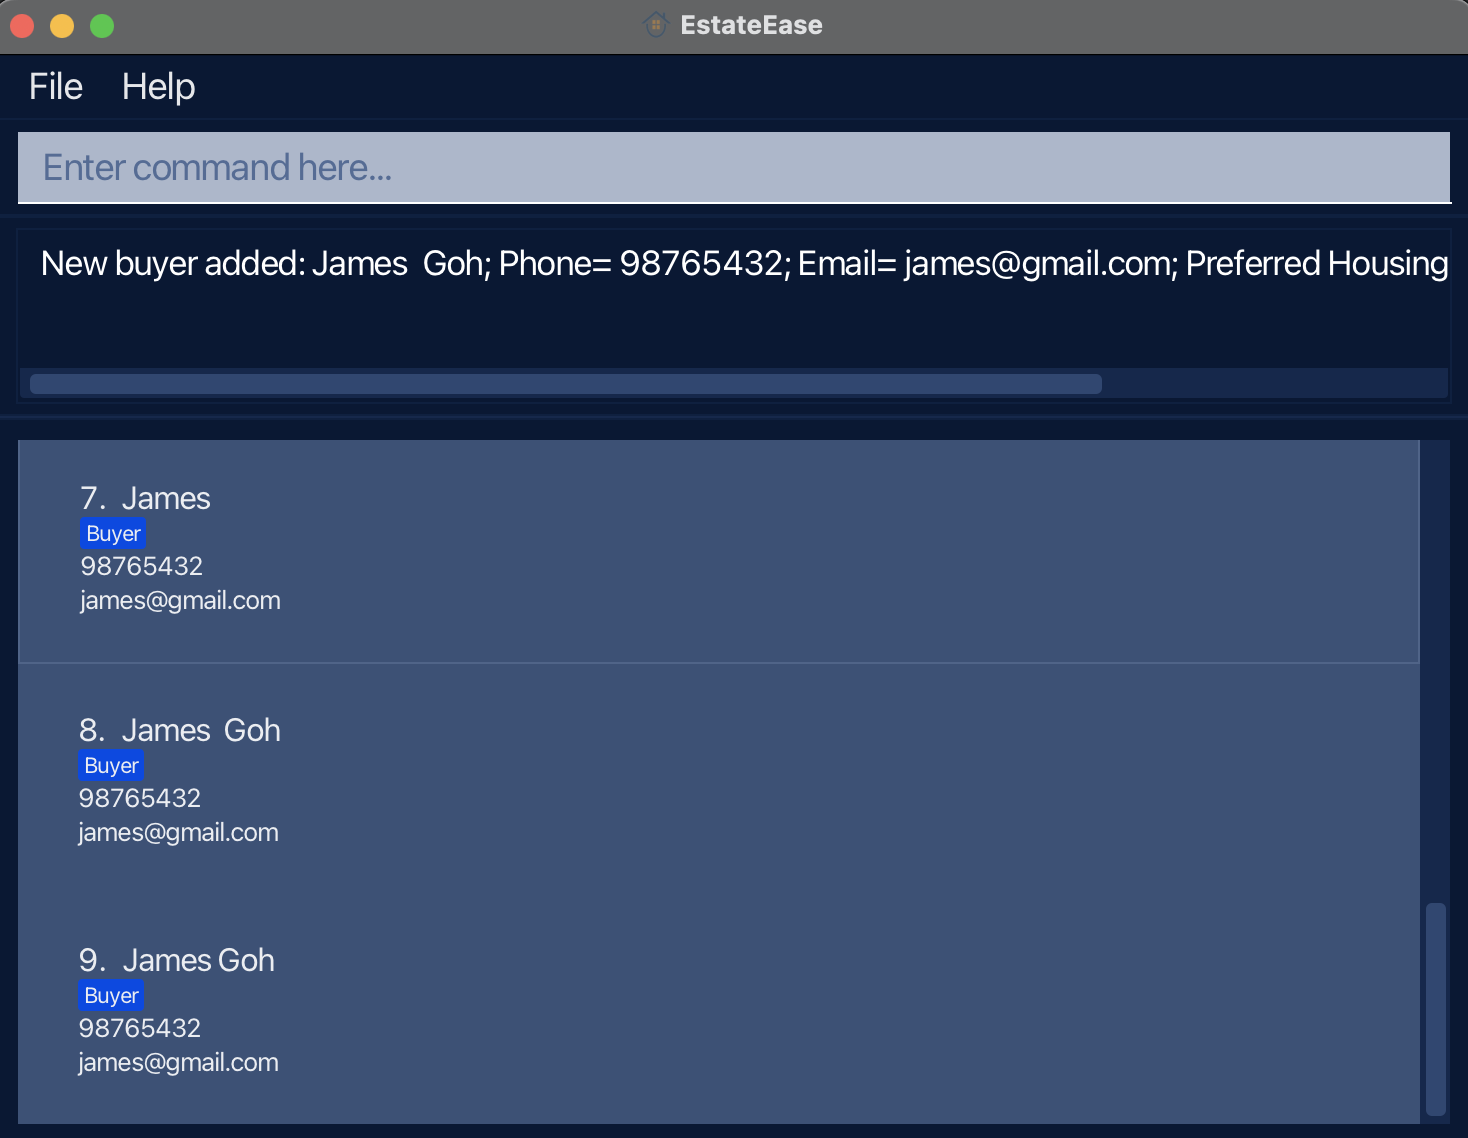 EstateEase
File Help
Enter command here...
New buyer added: James  Goh; Phone= 98765432; Email= james@gmail.com; Preferred Housing
7. James
Buyer
98765432
james@gmail.com
8. James  Goh
Buyer
98765432
james@gmail.com
9. James Goh
Buyer
98765432
james@gmail.com